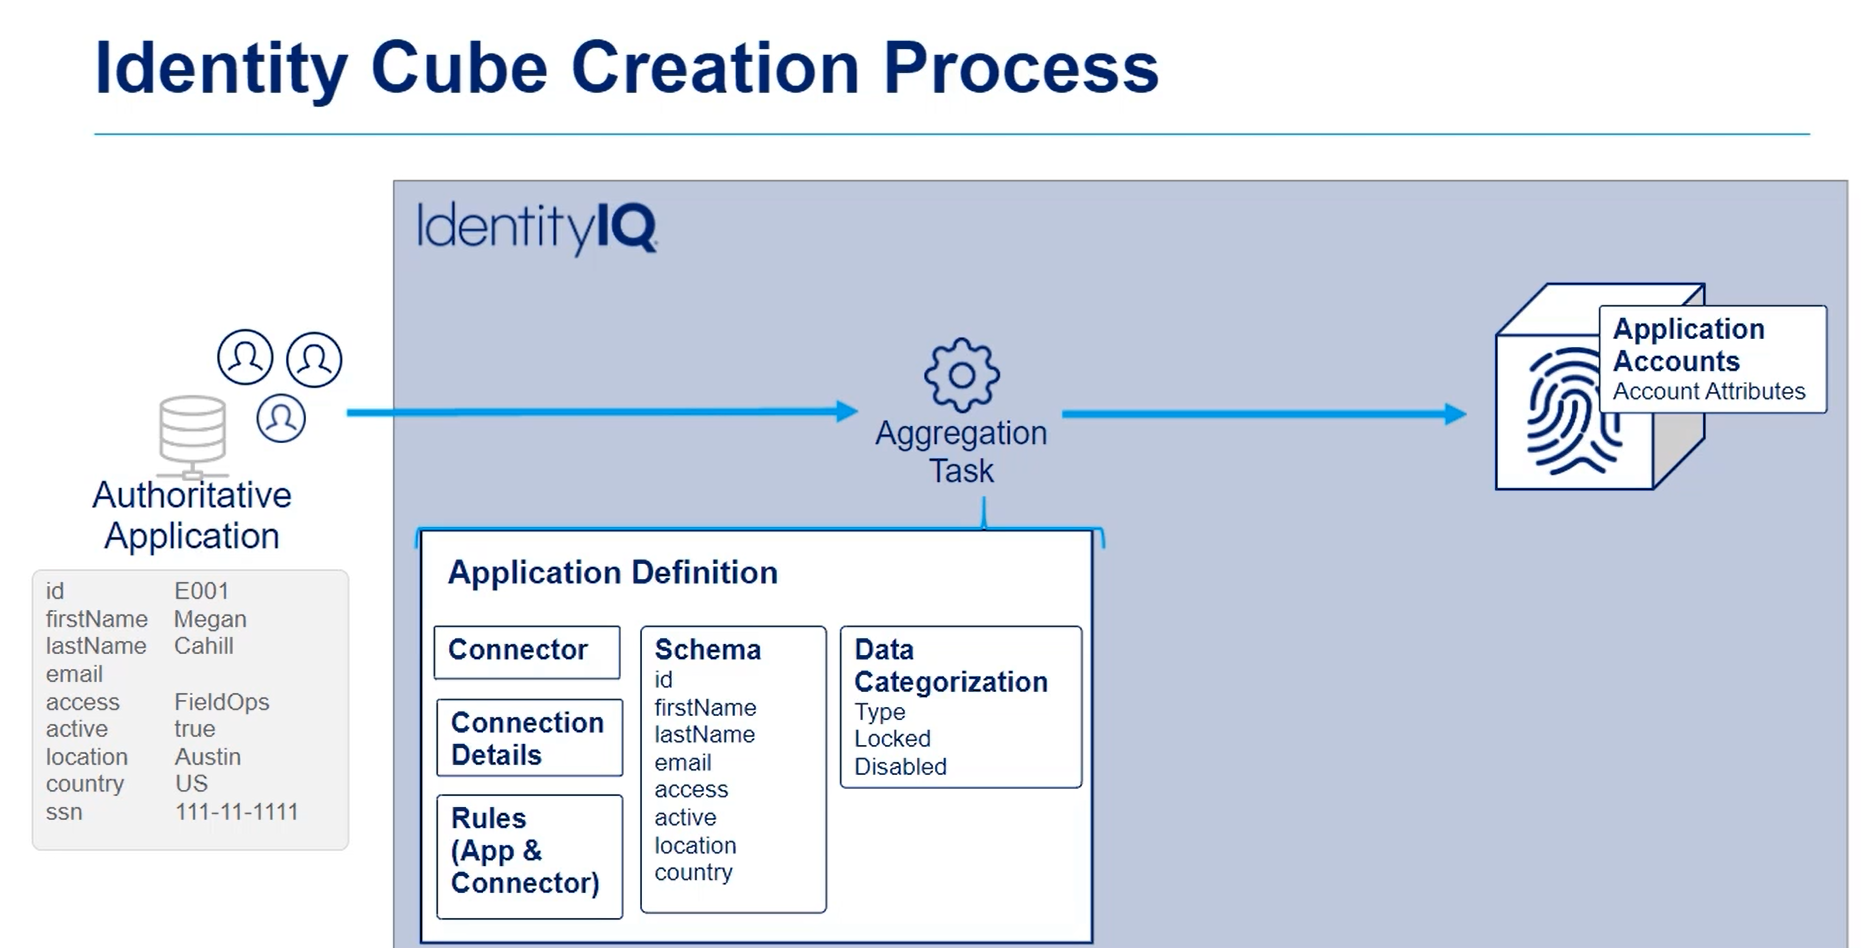 Identity Cube Creation Process
IdentityIQ
Application
Accounts
Account Attributes
Aggregation
Task
Authoritative
Application
id E001
firstName Megan
lastName Cahill
email
access FieldOps
active true
location Austin
country US
ssn 111-11-1111
Application Definition
Connector
Connection
Details
Rules
(App &
Connector)
Schema
id
firstName
lastName
email
access
active
location
country
Data
Categorization
Type
Locked
Disabled